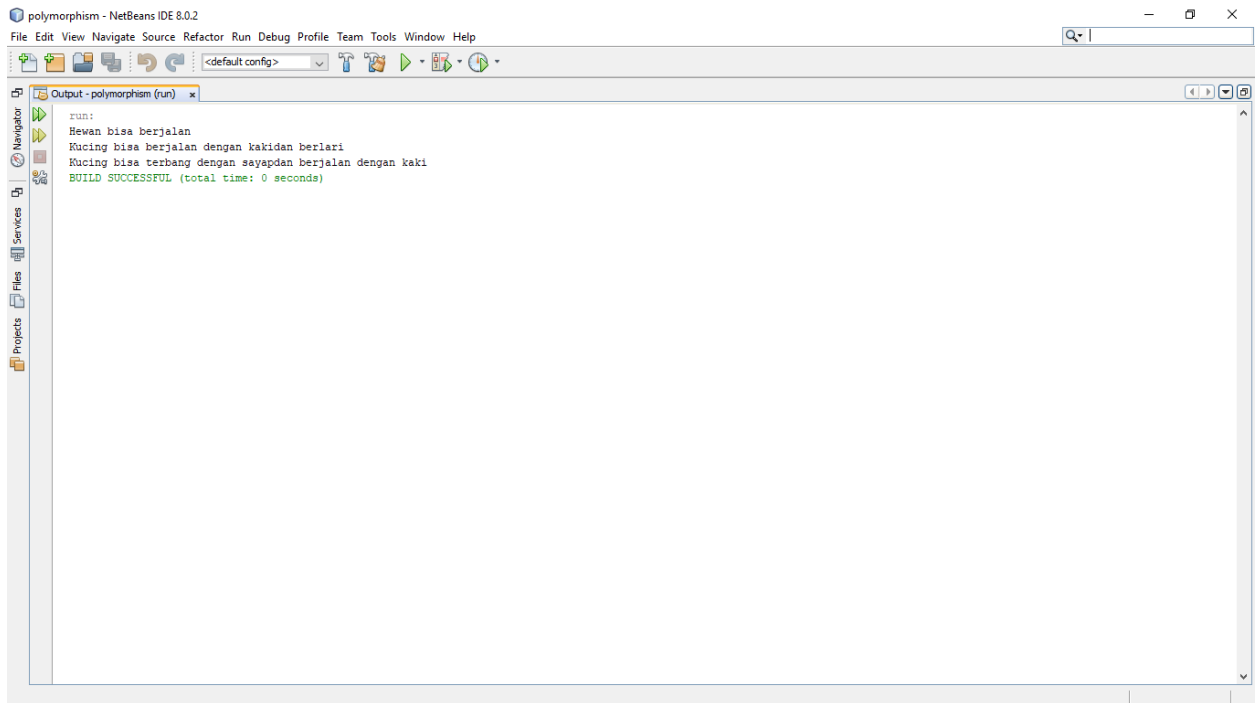 polymorphism - NetBeans IDE 8.0.2
File Edit View Navigate Source Refactor Run Debug Profile Team Tools Window Help
<default config>
Output - polymorphism (run)
run:
Hewan bisa berjalan
Kucing bisa berjalan dengan kakidan berlari
Kucing bisa terbang dengan sayapdan berjalan dengan kaki
BUILD SUCCESSFUL (total time: 0 seconds)
Navigator
Services
Files
Projects